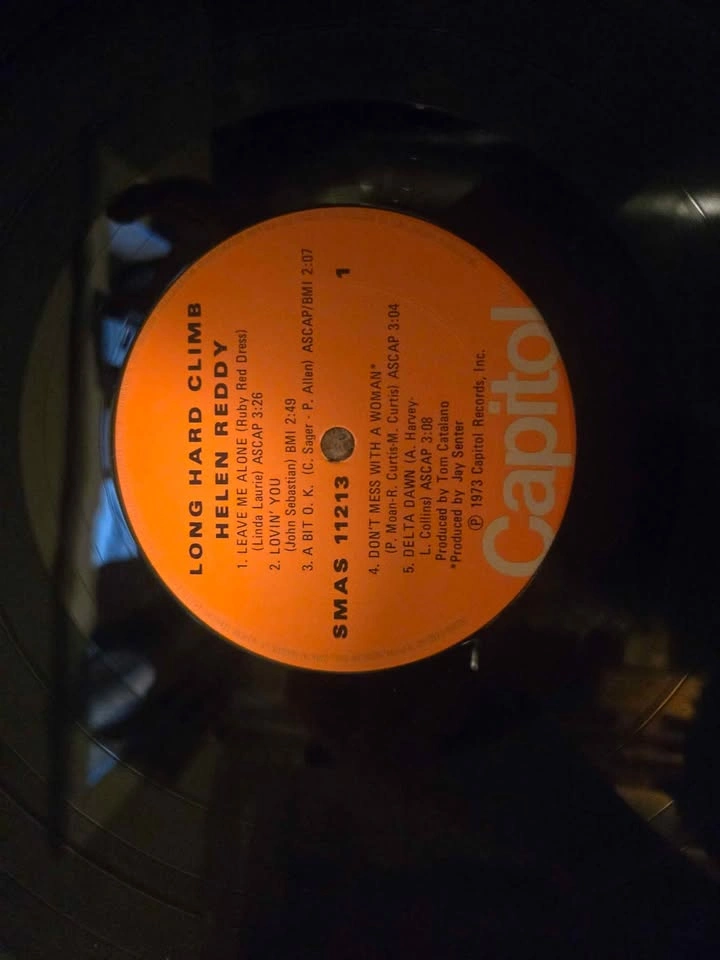 LONG HARD CLIMB
HELEN REDDY
1. LEAVE ME ALONE (Ruby Red Dress)
(Linda Laurie) ASCAP 3:26
2. LOVIN' YOU
(John Sebastian) BMI 2:49
3. A BIT O. K. (C. Sager - P. Allen) ASCAP/BMI 2:07
SMAS 11213 1
4. DON'T MESS WITH A WOMAN*
(P. Moan-R. Curtis-M. Curtis) ASCAP 3:04
5. DELTA DAWN (A. Harvey-
L. Collins) ASCAP 3:08
Produced by Tom Catalano
*Produced by Jay Senter
℗ 1973 Capitol Records, Inc.
Capitol